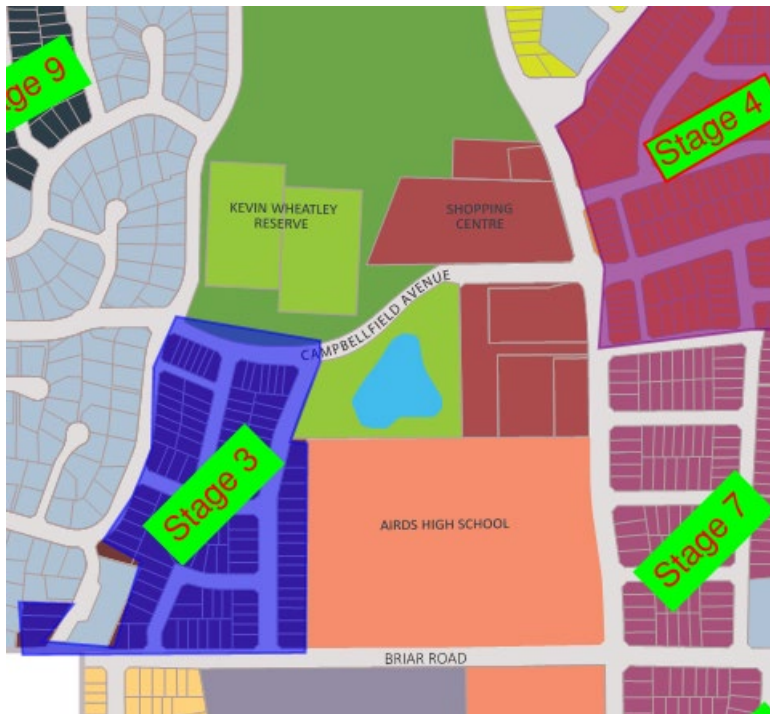 age 9
Stage 4
KEVIN WHEATLEY
RESERVE
SHOPPING
CENTRE
CAMPBELLFIELD AVENUE
Stage 3
AIRDS HIGH SCHOOL
Stage 7
BRIAR ROAD